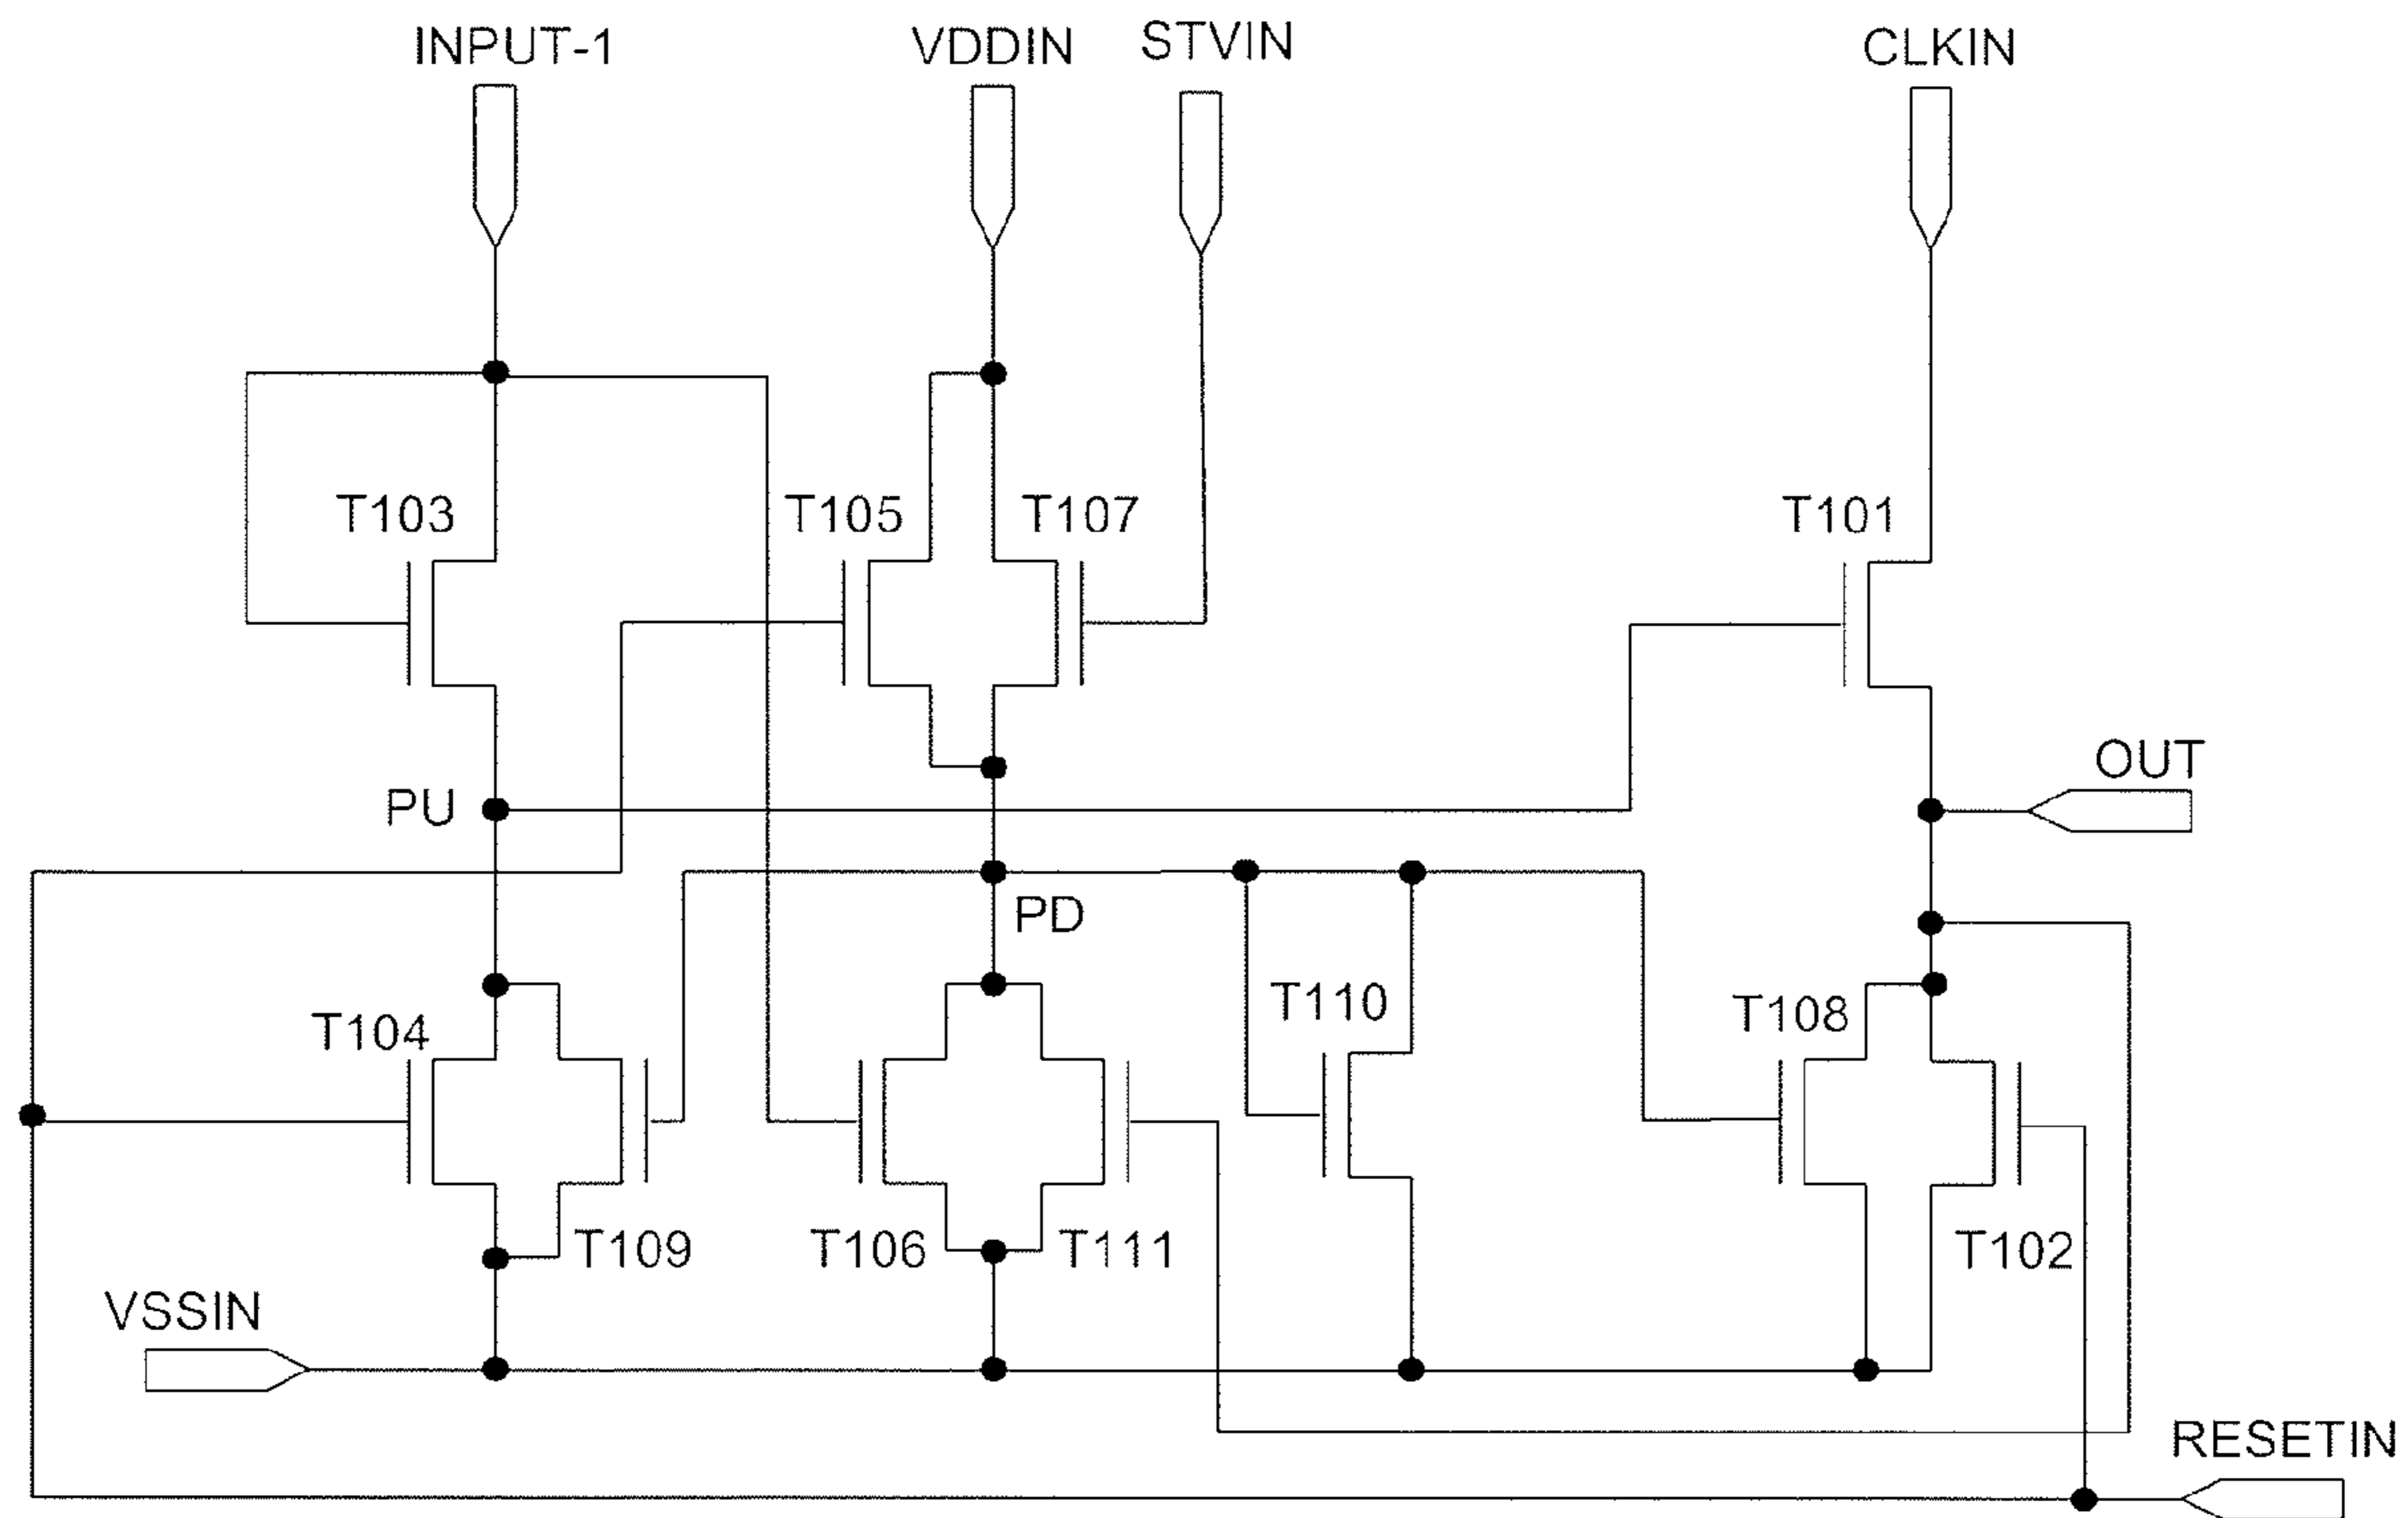 INPUT-1
VDDIN
STVIN
CLKIN
T103
T105
T107
T101
OUT
PU
PD
T110
T108
T104
T109
T106
T111
T102
VSSIN
RESETIN